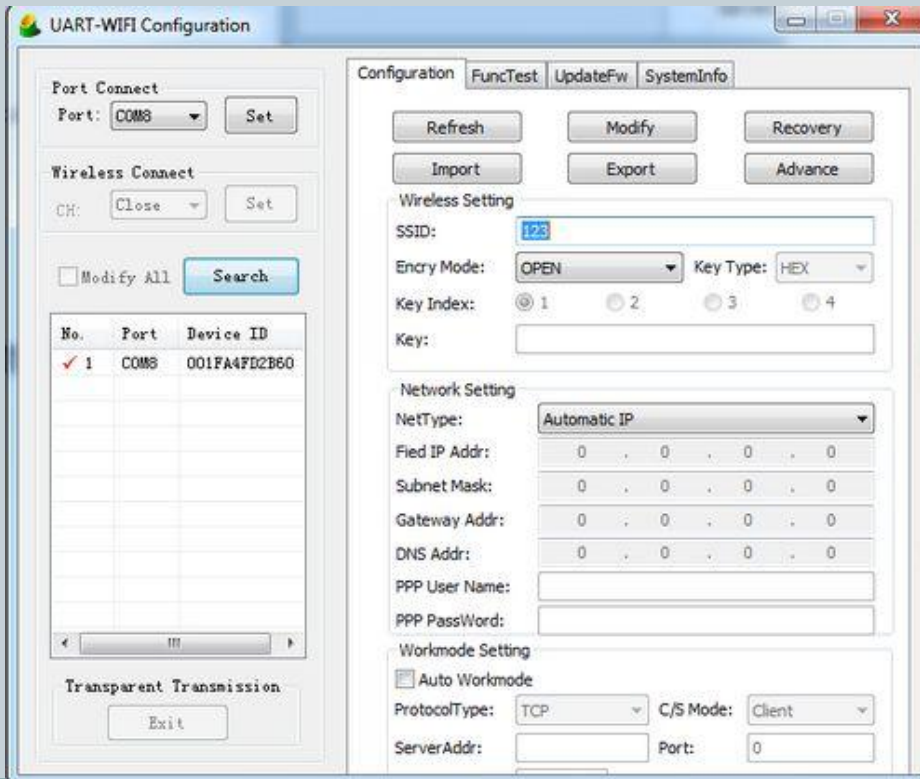 UART-WIFI Configuration
Port Connect
Port: COM8 Set
Wireless Connect
CH: Close Set
Modify All Search
No. Port Device ID
1 COM8 001FA4FD2B60
Transparent Transmission
Exit
Configuration FuncTest UpdateFw SystemInfo
Refresh Modify Recovery
Import Export Advance
Wireless Setting
SSID: 123
Encry Mode: OPEN Key Type: HEX
Key Index: 1 2 3 4
Key:
Network Setting
NetType: Automatic IP
Fied IP Addr: 0 . 0 . 0 . 0
Subnet Mask: 0 . 0 . 0 . 0
Gateway Addr: 0 . 0 . 0 . 0
DNS Addr: 0 . 0 . 0 . 0
PPP User Name:
PPP PassWord:
Workmode Setting
Auto Workmode
ProtocolType: TCP C/S Mode: Client
ServerAddr: Port: 0